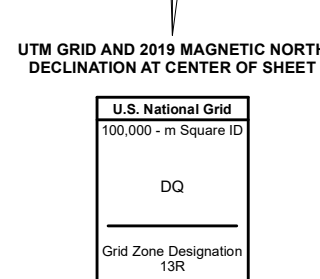 UTM GRID AND 2019 MAGNETIC NORTH
DECLINATION AT CENTER OF SHEET
U.S. National Grid
100,000 - m Square ID
DQ
Grid Zone Designation
13R